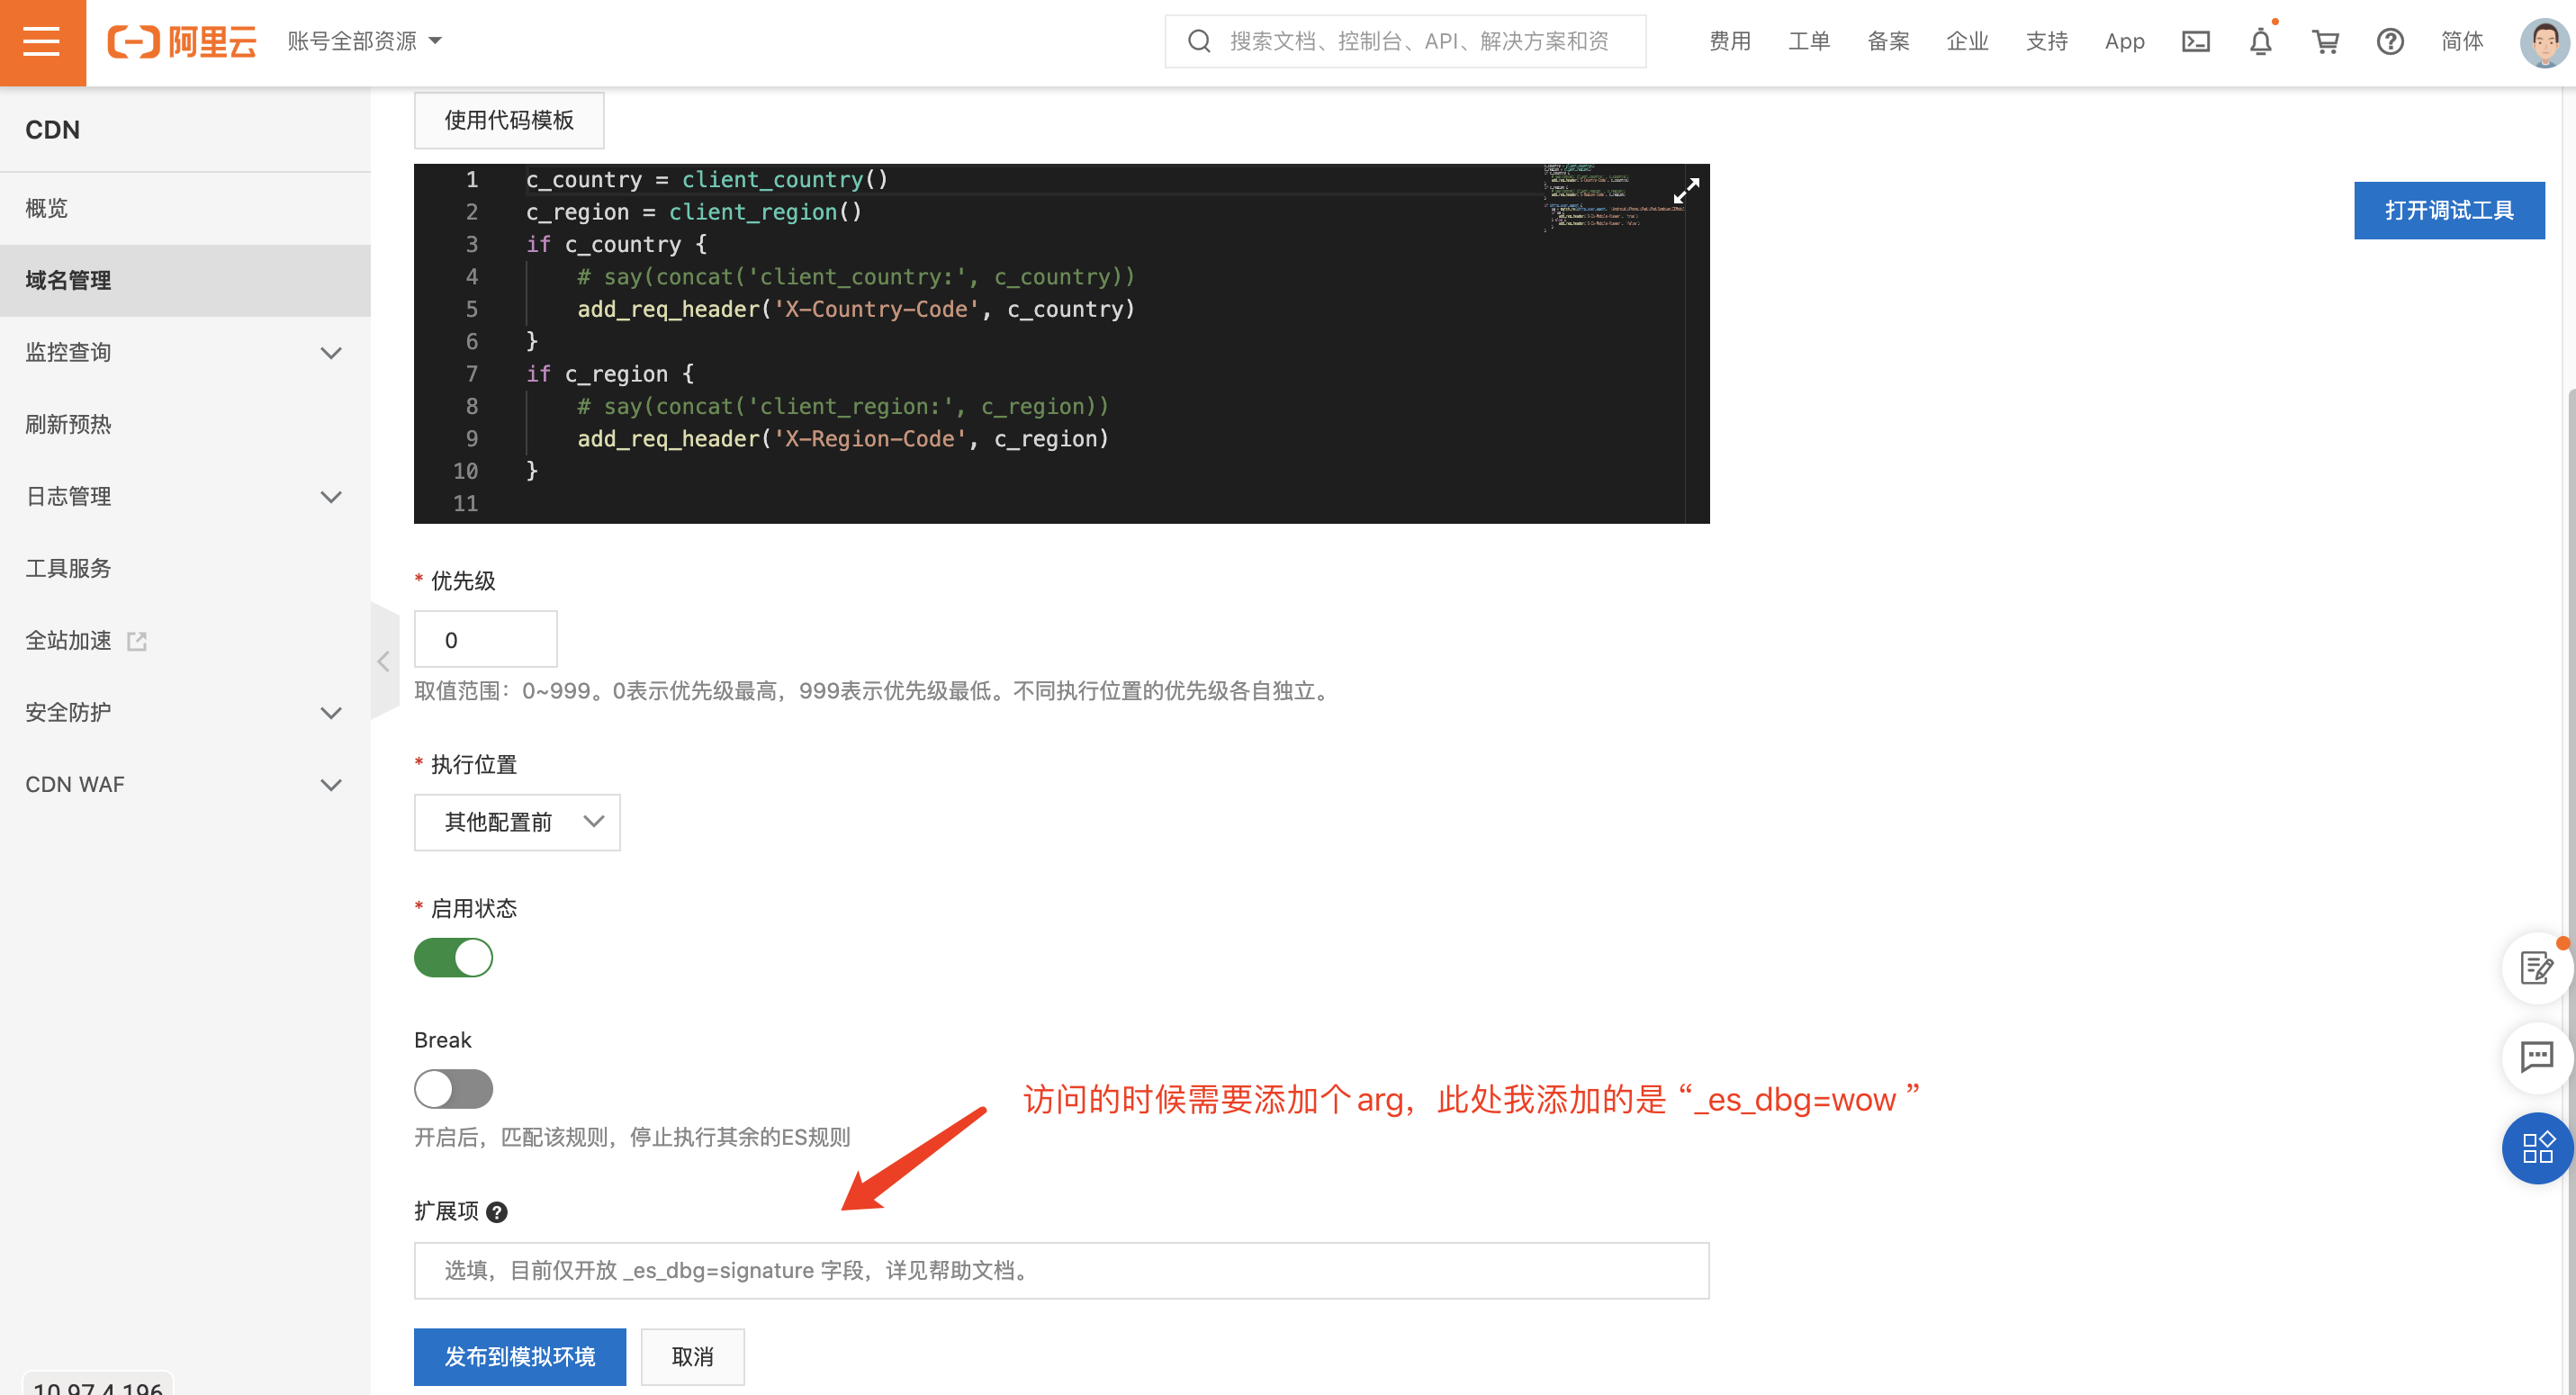 阿里云
账号全部资源
搜索文档、控制台、API、解决方案和资
费用
工单
备案
企业
支持
App
简体
CDN
概览
域名管理
监控查询
刷新预热
日志管理
工具服务
全站加速
安全防护
CDN WAF
10.97.4.196
使用代码模板
打开调试工具
1 c_country = client_country()
2 c_region = client_region()
3 if c_country {
4 # say(concat('client_country:', c_country))
5 add_req_header('X-Country-Code', c_country)
6 }
7 if c_region {
8 # say(concat('client_region:', c_region))
9 add_req_header('X-Region-Code', c_region)
10 }
11
* 优先级
0
取值范围：0~999。0表示优先级最高，999表示优先级最低。不同执行位置的优先级各自独立。
* 执行位置
其他配置前
* 启用状态
Break
开启后，匹配该规则，停止执行其余的ES规则
访问的时候需要添加个arg，此处我添加的是 “_es_dbg=wow ”
扩展项
选填，目前仅开放 _es_dbg=signature 字段，详见帮助文档。
发布到模拟环境
取消